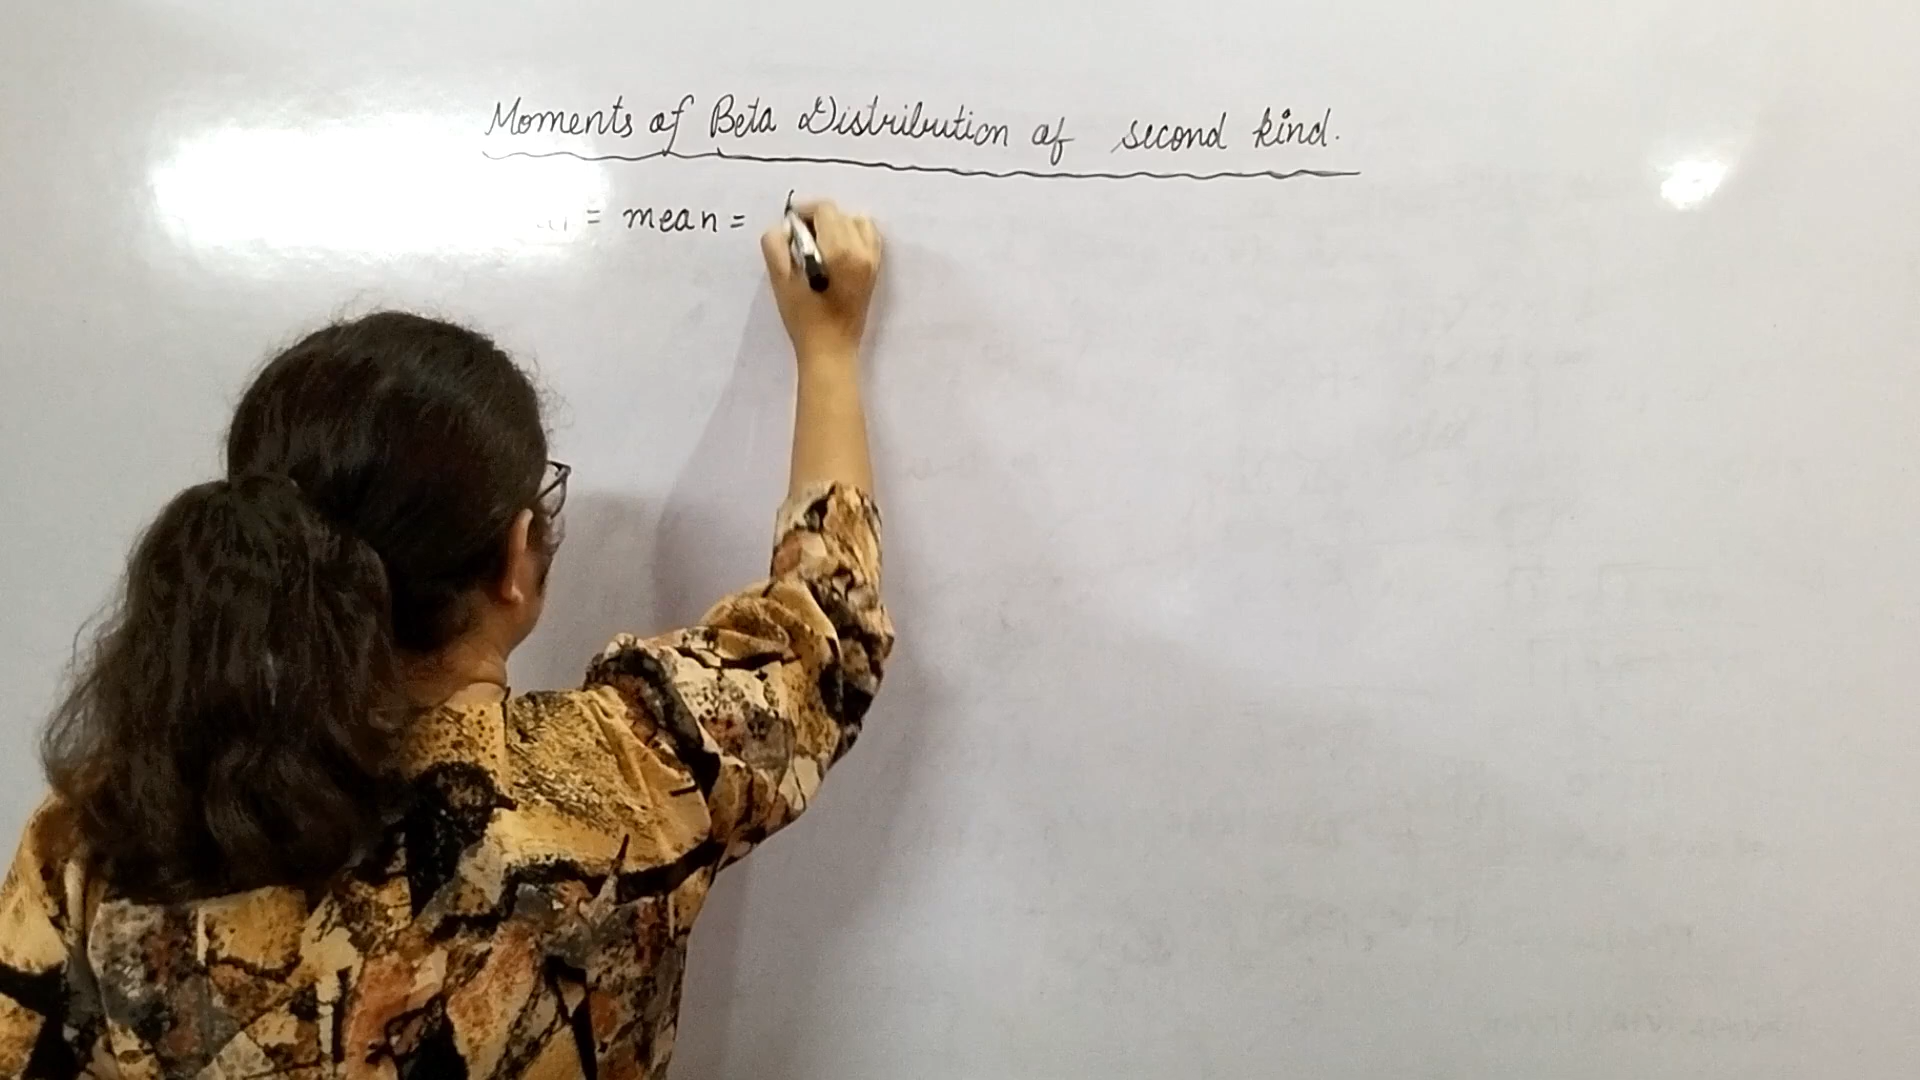 Moments of Beta Distribution of second kind.
= mean =